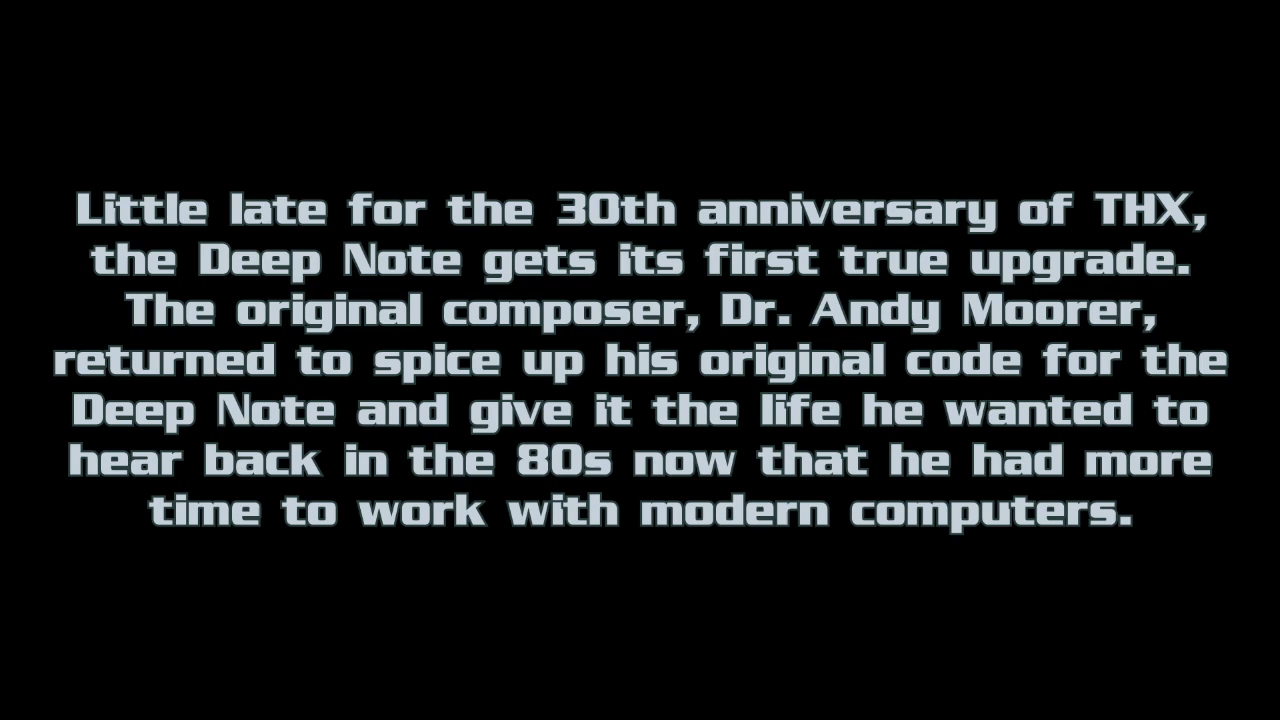 Little late for the 30th anniversary of THX,
the Deep Note gets its first true upgrade.
The original composer, Dr. Andy Moorer,
returned to spice up his original code for the
Deep Note and give it the life he wanted to
hear back in the 80s now that he had more
time to work with modern computers.